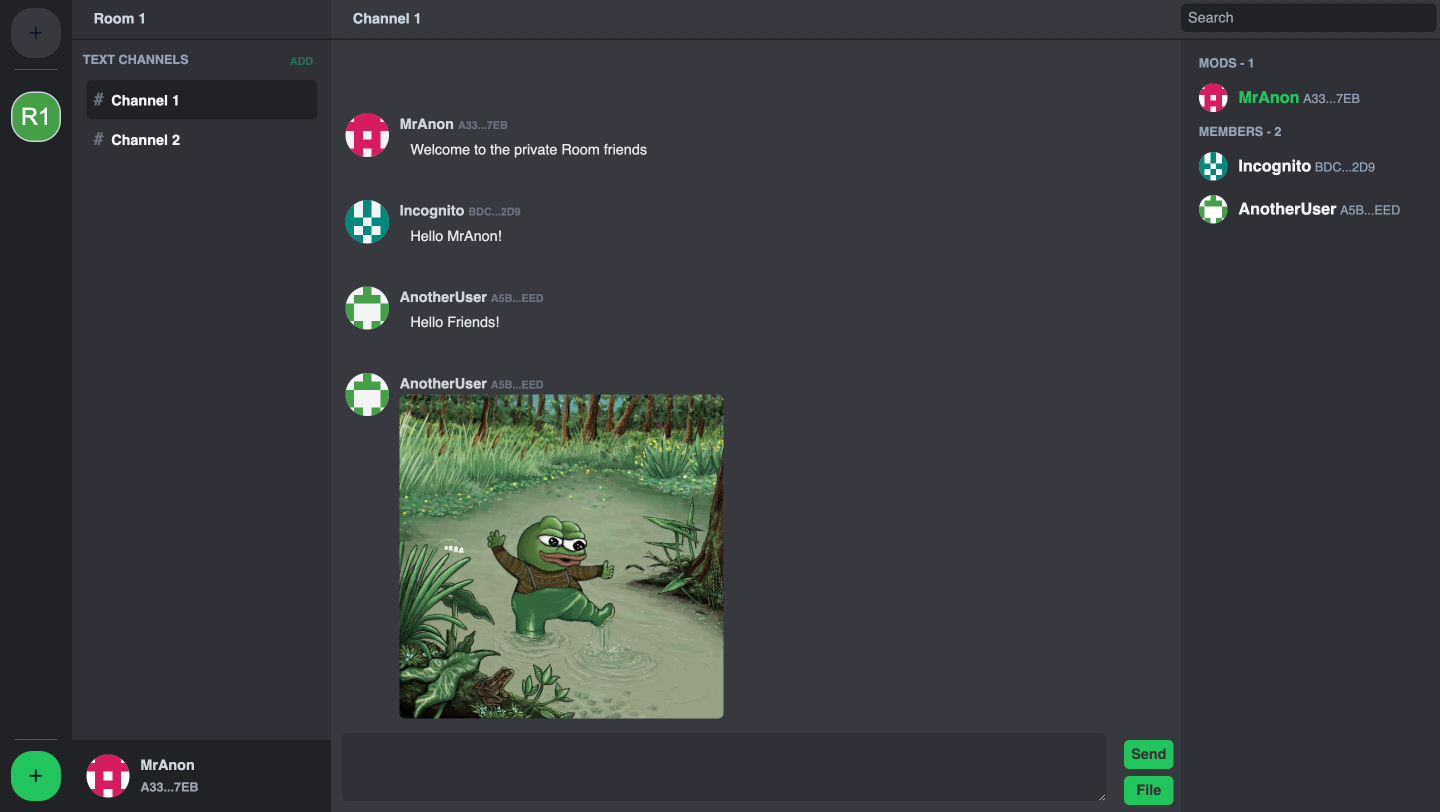 +
Room 1
Channel 1
Search
TEXT CHANNELS ADD
# Channel 1
# Channel 2
R1
MrAnon A33...7EB
Welcome to the private Room friends
Incognito BDC...2D9
Hello MrAnon!
AnotherUser A5B...EED
Hello Friends!
AnotherUser A5B...EED
MODS - 1
MrAnon A33...7EB
MEMBERS - 2
Incognito BDC...2D9
AnotherUser A5B...EED
+
MrAnon
A33...7EB
Send
File